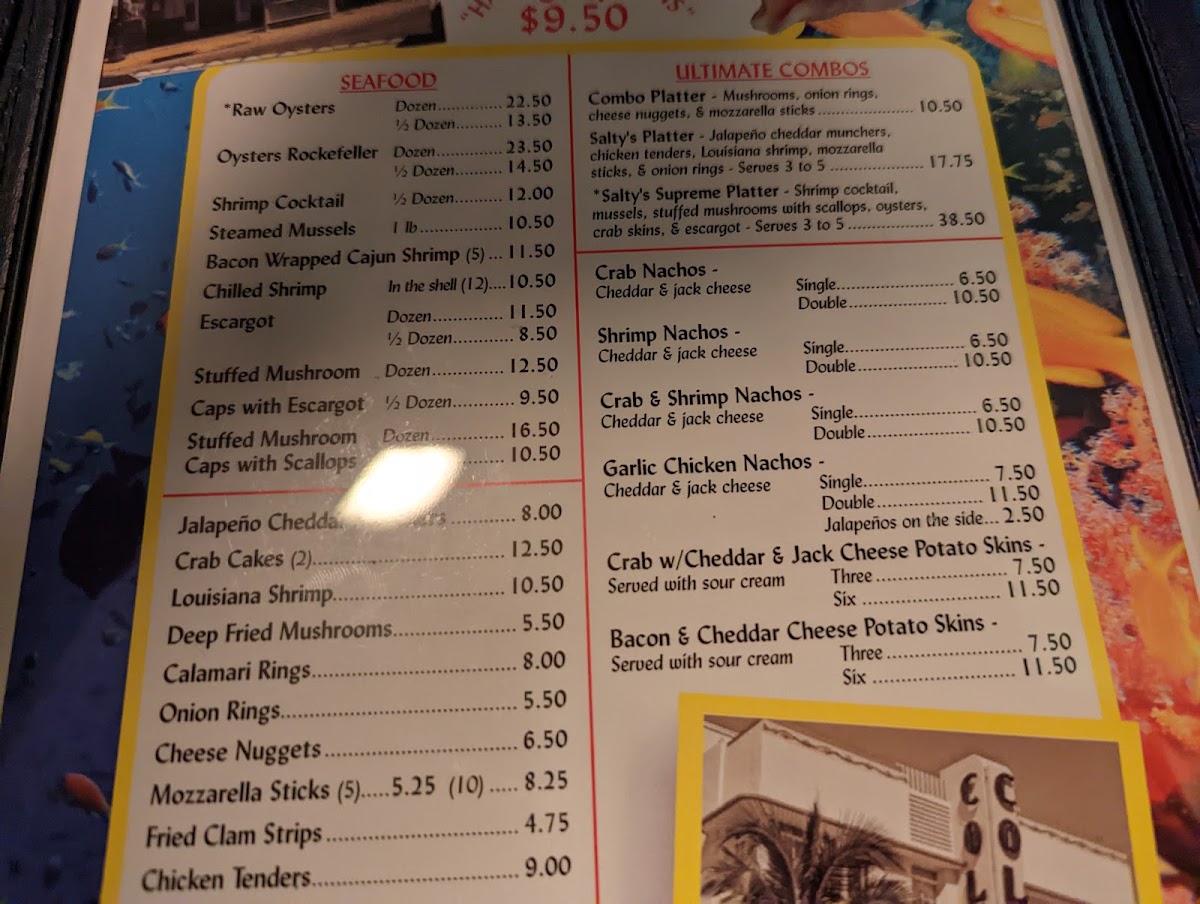 $9.50
SEAFOOD
*Raw Oysters Dozen.............. 22.50
½ Dozen.......... 13.50
Oysters Rockefeller Dozen.............. 23.50
½ Dozen.......... 14.50
Shrimp Cocktail ½ Dozen.......... 12.00
Steamed Mussels 1 lb.................. 10.50
Bacon Wrapped Cajun Shrimp (5)... 11.50
Chilled Shrimp In the shell (12)....10.50
Escargot Dozen............... 11.50
½ Dozen............ 8.50
Stuffed Mushroom Dozen............... 12.50
Caps with Escargot ½ Dozen............ 9.50
Stuffed Mushroom Dozen............... 16.50
Caps with Scallops ........ 10.50
Jalapeño ............ 8.00
Crab Cakes (2)................................... 12.50
Louisiana Shrimp............................... 10.50
Deep Fried Mushrooms...................... 5.50
Calamari Rings..................................... 8.00
Onion Rings.......................................... 5.50
Cheese Nuggets................................... 6.50
Mozzarella Sticks (5).....5.25 (10) ..... 8.25
Fried Clam Strips ................................. 4.75
Chicken Tenders................................... 9.00
ULTIMATE COMBOS
Combo Platter - Mushrooms, onion rings,
cheese nuggets, & mozzarella sticks .................... 10.50
Salty's Platter - Jalapeño cheddar munchers,
chicken tenders, Louisiana shrimp, mozzarella
sticks, & onion rings - Serves 3 to 5 ................... 17.75
*Salty's Supreme Platter - Shrimp cocktail,
mussels, stuffed mushrooms with scallops, oysters,
crab skins, & escargot - Serves 3 to 5 ................. 38.50
Crab Nachos -
Cheddar & jack cheese Single........................ 6.50
Double..................... 10.50
Shrimp Nachos -
Cheddar & jack cheese Single........................ 6.50
Double..................... 10.50
Crab & Shrimp Nachos -
Cheddar & jack cheese Single........................ 6.50
Double..................... 10.50
Garlic Chicken Nachos -
Cheddar & jack cheese Single........................ 7.50
Double..................... 11.50
Jalapeños on the side... 2.50
Crab w/Cheddar & Jack Cheese Potato Skins -
Served with sour cream Three .......................... 7.50
Six ............................ 11.50
Bacon & Cheddar Cheese Potato Skins -
Served with sour cream Three .......................... 7.50
Six ............................ 11.50